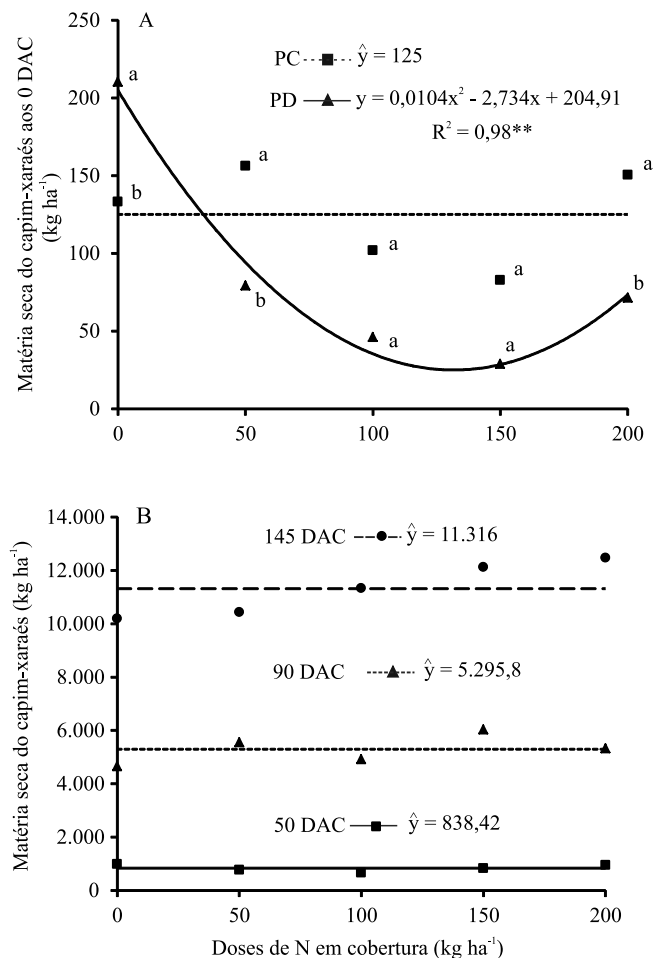 A
250
200
150
100
50
0
Matéria seca do capim-xaraés aos 0 DAC
(kg ha⁻¹)
PC ŷ = 125
PD y = 0,0104x² - 2,734x + 204,91
R² = 0,98**
a
b
a
b
a
a
a
a
a
b
0 50 100 150 200
B
14.000
12.000
10.000
8.000
6.000
4.000
2.000
0
Matéria seca do capim-xaraés (kg ha⁻¹)
145 DAC ŷ = 11.316
90 DAC ŷ = 5.295,8
50 DAC ŷ = 838,42
0 50 100 150 200
Doses de N em cobertura (kg ha⁻¹)